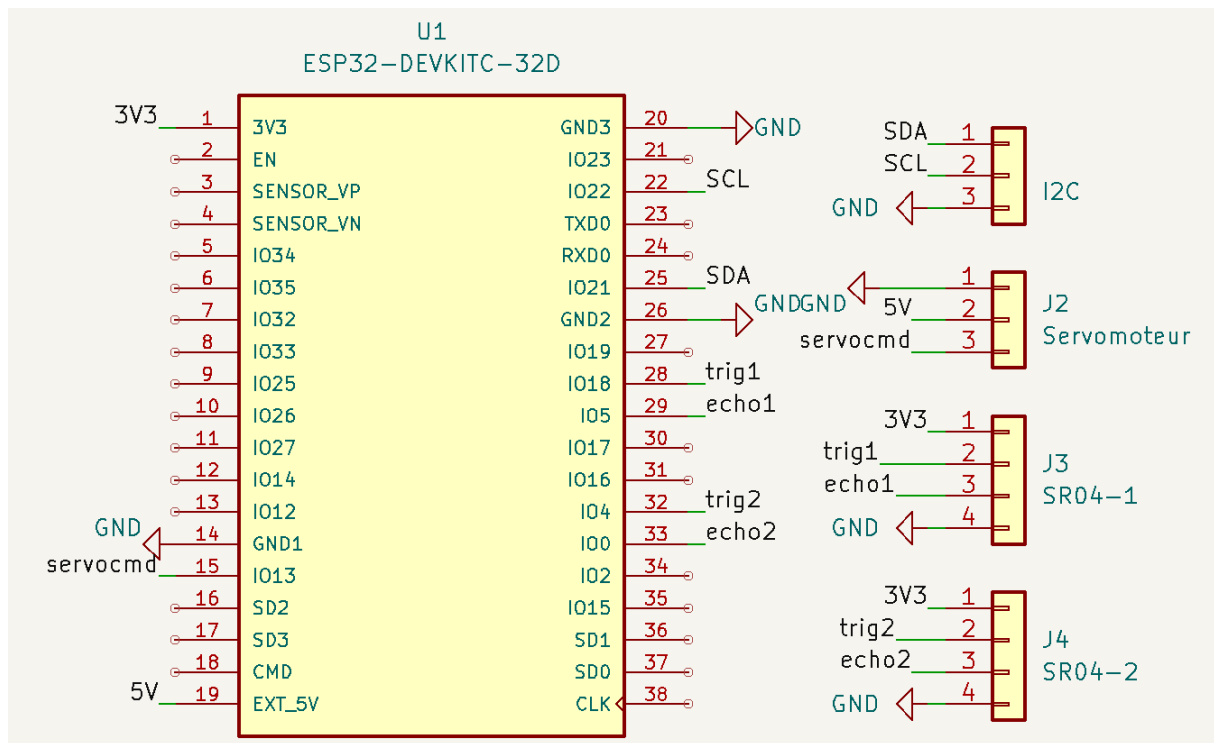 U1
ESP32-DEVKITC-32D
3V3 1 3V3
2 EN
3 SENSOR_VP
4 SENSOR_VN
5 IO34
6 IO35
7 IO32
8 IO33
9 IO25
10 IO26
11 IO27
12 IO14
13 IO12
GND 14 GND1
servocmd 15 IO13
16 SD2
17 SD3
18 CMD
5V 19 EXT_5V
GND3 20 GND
IO23 21
IO22 22 SCL
TXD0 23
RXD0 24
IO21 25 SDA
GND2 26 GND
IO19 27
IO18 28 trig1
IO5 29 echo1
IO17 30
IO16 31
IO4 32 trig2
IO0 33 echo2
IO2 34
IO15 35
SD1 36
SD0 37
CLK 38
SDA 1
SCL 2
GND 3
I2C
GND 1
5V 2
servocmd 3
J2
Servomoteur
3V3 1
trig1 2
echo1 3
GND 4
J3
SR04-1
3V3 1
trig2 2
echo2 3
GND 4
J4
SR04-2